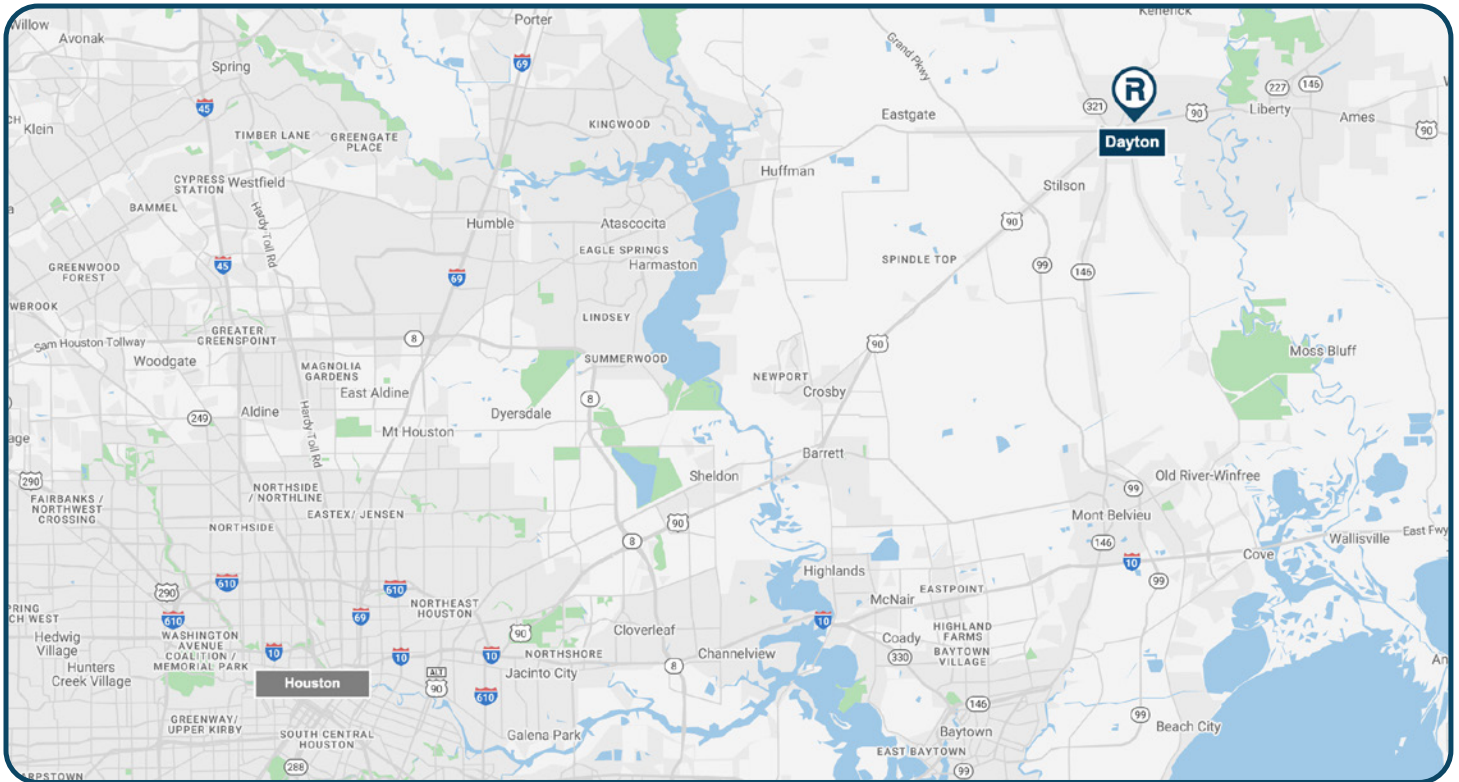 Willow
Porter
Kenefick
Avonak
Spring
69
Grand Pkwy
R
45
321
90
227
146
CH
Klein
TIMBER LANE
GREENGATE
PLACE
KINGWOOD
Eastgate
Liberty
Ames
90
Dayton
CYPRESS
STATION
Westfield
Huffman
Stilson
BAMMEL
Hardy Toll Rd
Humble
Atascocita
90
EAGLE SPRINGS
Harmaston
SPINDLE TOP
99
146
GREENWOOD
FOREST
45
69
WBROOK
LINDSEY
Sam Houston Tollway
GREATER
GREENSPOINT
8
90
Woodgate
MAGNOLIA
GARDENS
SUMMERWOOD
Moss Bluff
East Aldine
NEWPORT
Crosby
249
Aldine
Hardy Toll Rd
Mt Houston
Dyersdale
8
age
Barrett
290
Sheldon
Old River-Winfree
FAIRBANKS /
NORTHWEST
CROSSING
NORTHSIDE
/ NORTHLINE
EASTEX/ JENSEN
99
Mont Belvieu
NORTHSIDE
90
8
146
10
East Fwy
Wallisville
Cove
290
610
610
Highlands
99
PRING
CH WEST
610
69
NORTHEAST
HOUSTON
McNair
EASTPOINT
Hedwig
Village
WASHINGTON
AVENUE
COALITION /
MEMORIAL PARK
90
Cloverleaf
10
Coady
HIGHLAND
FARMS
BAYTOWN
VILLAGE
10
10
10
NORTHSHORE
Channelview
330
Hunters
Creek Village
Houston
ALT
90
610
Jacinto City
8
An
GREENWAY/
UPPER KIRBY
SOUTH CENTRAL
HOUSTON
Galena Park
146
Baytown
99
Beach City
EAST BAYTOWN
288
99
ARPSTOWN